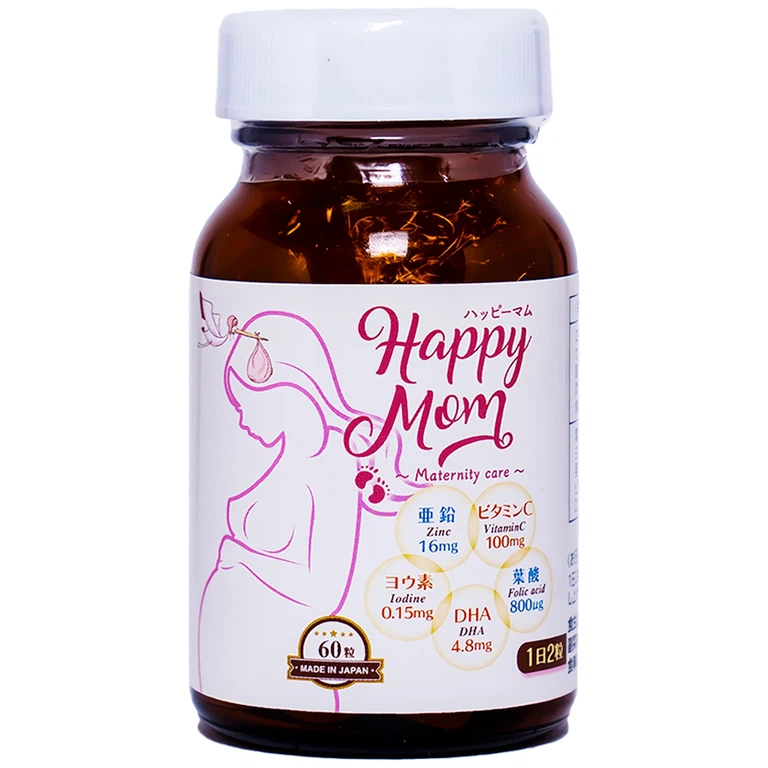 ハッピーマム
Happy
Mom
~ Maternity care ~
亜鉛
Zinc
16mg
ビタミンC
VitaminC
100mg
ヨウ素
Iodine
0.15mg
DHA
DHA
4.8mg
葉酸
Folic acid
800μg
60粒
MADE IN JAPAN
1日2粒